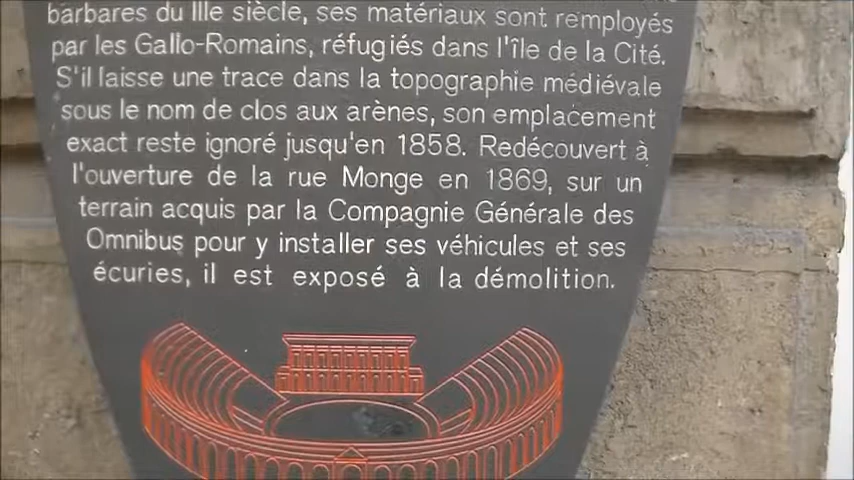 barbares du IIIe siècle, ses matériaux sont remployés
par les Gallo-Romains, réfugiés dans l'île de la Cité.
S'il laisse une trace dans la topographie médiévale
sous le nom de clos aux arènes, son emplacement
exact reste ignoré jusqu'en 1858. Redécouvert à
l'ouverture de la rue Monge en 1869, sur un
terrain acquis par la Compagnie Générale des
Omnibus pour y installer ses véhicules et ses
écuries, il est exposé à la démolition.